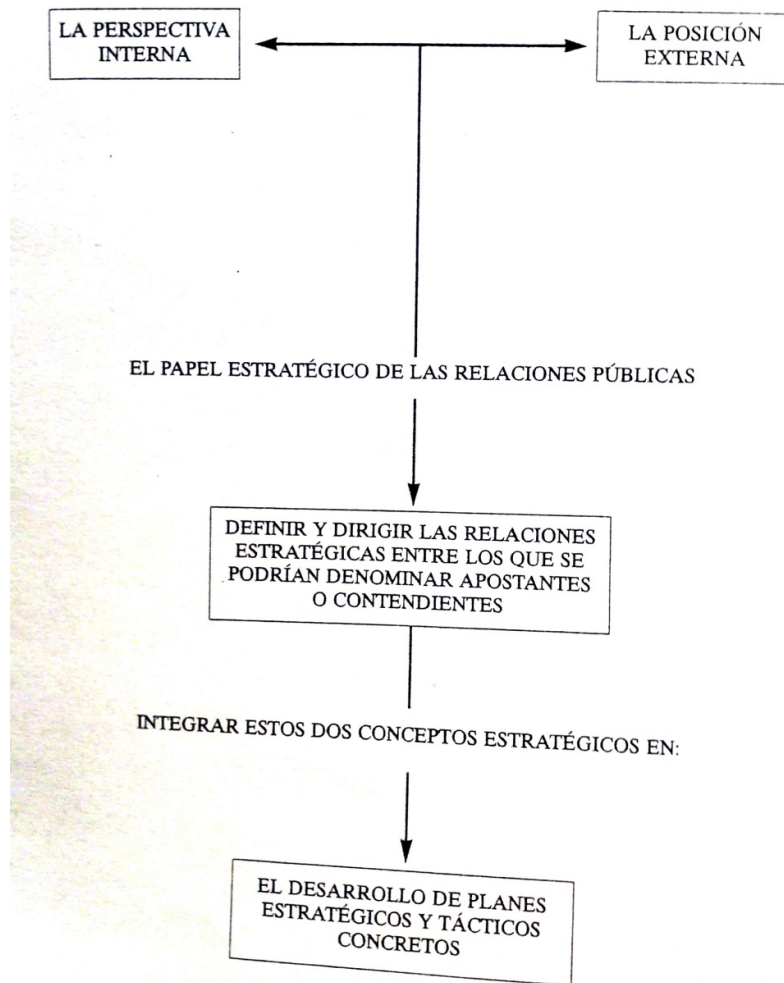 LA PERSPECTIVA
INTERNA
LA POSICIÓN
EXTERNA
EL PAPEL ESTRATÉGICO DE LAS RELACIONES PÚBLICAS
DEFINIR Y DIRIGIR LAS RELACIONES
ESTRATÉGICAS ENTRE LOS QUE SE
PODRÍAN DENOMINAR APOSTANTES
O CONTENDIENTES
INTEGRAR ESTOS DOS CONCEPTOS ESTRATÉGICOS EN:
EL DESARROLLO DE PLANES
ESTRATÉGICOS Y TÁCTICOS
CONCRETOS